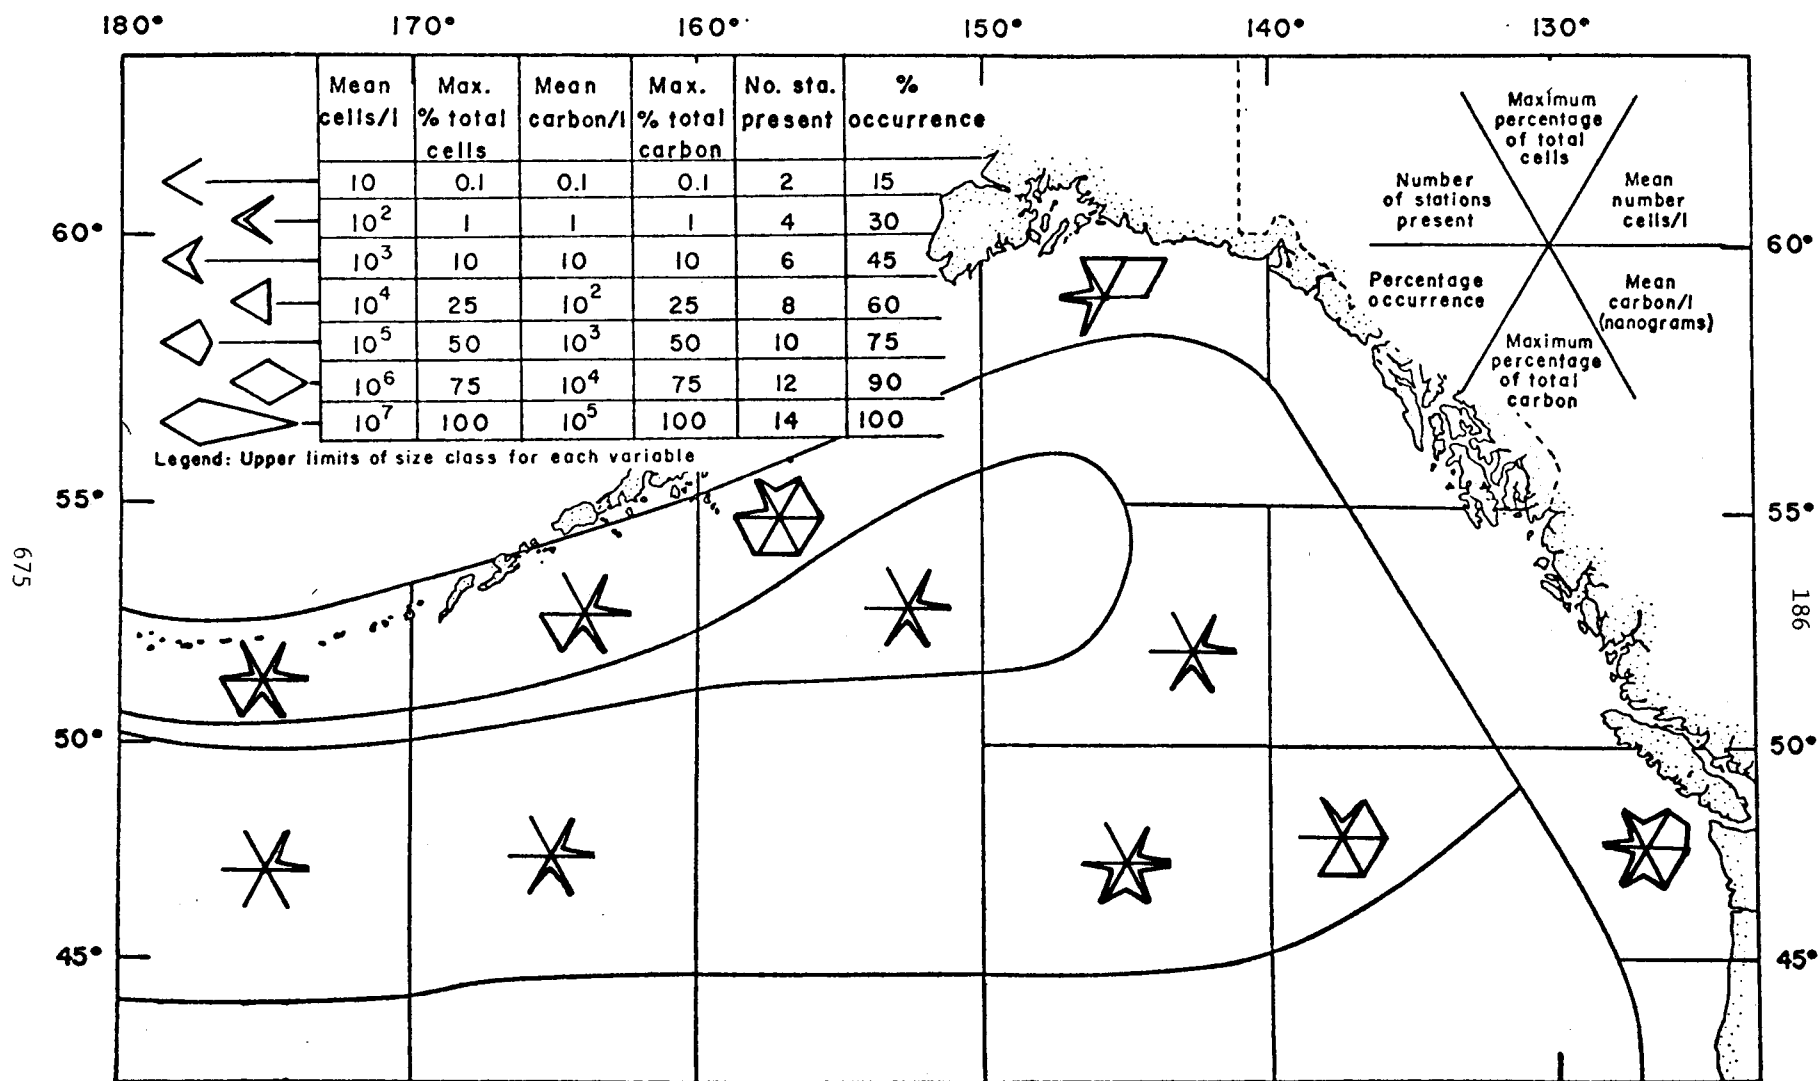 180° 170° 160° 150° 140° 130°
Mean cells/l Max. % total cells Mean carbon/l Max. % total carbon No. sta. present % occurrence
10 0.1 0.1 0.1 2 15
10² 1 1 1 4 30
10³ 10 10 10 6 45
10⁴ 25 10² 25 8 60
10⁵ 50 10³ 50 10 75
10⁶ 75 10⁴ 75 12 90
10⁷ 100 10⁵ 100 14 100
Legend: Upper limits of size class for each variable
Maximum
percentage
of total
cells
Number
of stations
present
Mean
number
cells/l
Percentage
occurrence
Mean
carbon/l
(nanograms)
Maximum
percentage
of total
carbon
60° 60°
55° 55°
50° 50°
45° 45°
675
186